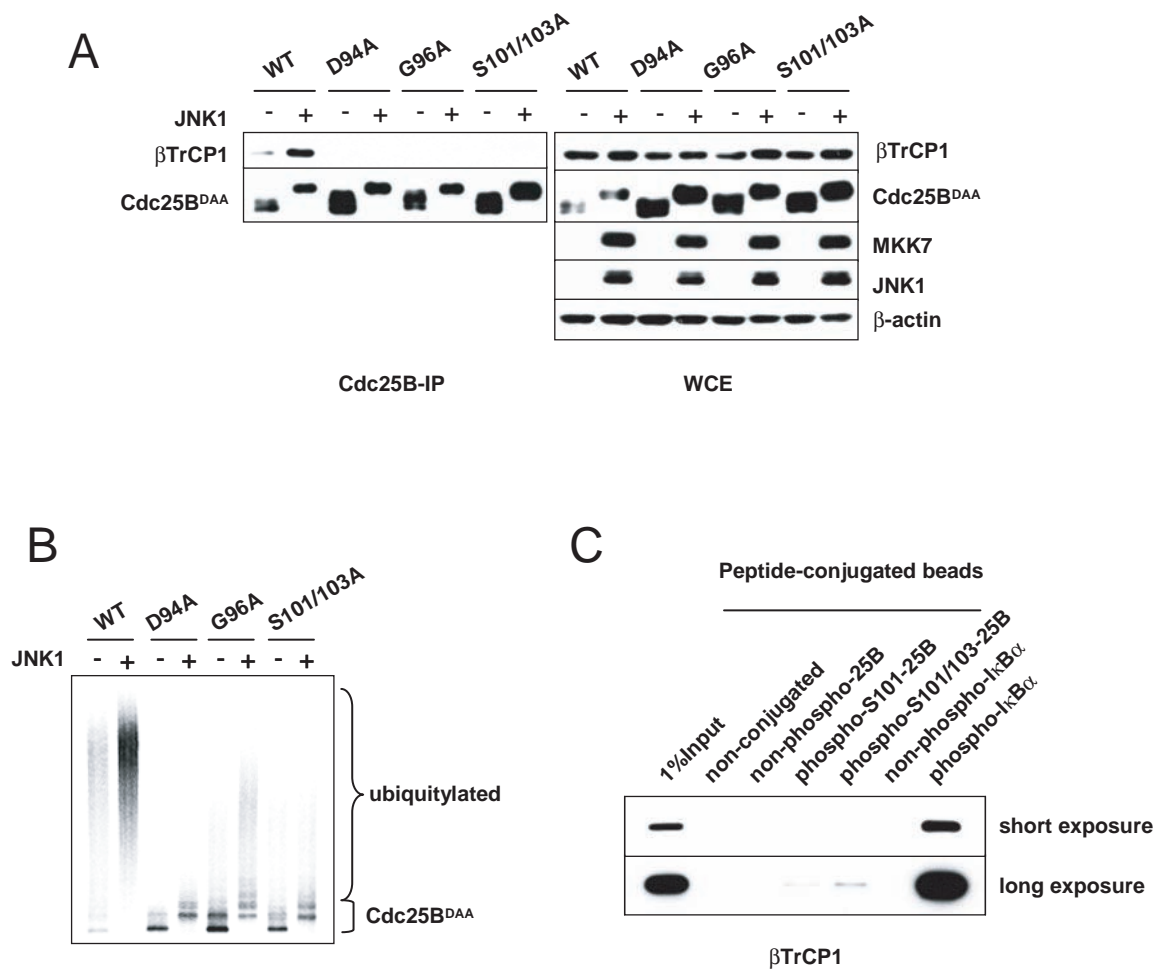 A
WT D94A G96A S101/103A WT D94A G96A S101/103A
JNK1 - + - + - + - + - + - + - + - +
βTrCP1 βTrCP1
Cdc25BDAA Cdc25BDAA
MKK7
JNK1
β-actin
Cdc25B-IP WCE
B
WT D94A G96A S101/103A
JNK1 - + - + - + - +
ubiquitylated
Cdc25BDAA
C
Peptide-conjugated beads
1%Input
non-conjugated
non-phospho-25B
phospho-S101-25B
phospho-S101/103-25B
non-phospho-IκBα
phospho-IκBα
short exposure
long exposure
βTrCP1